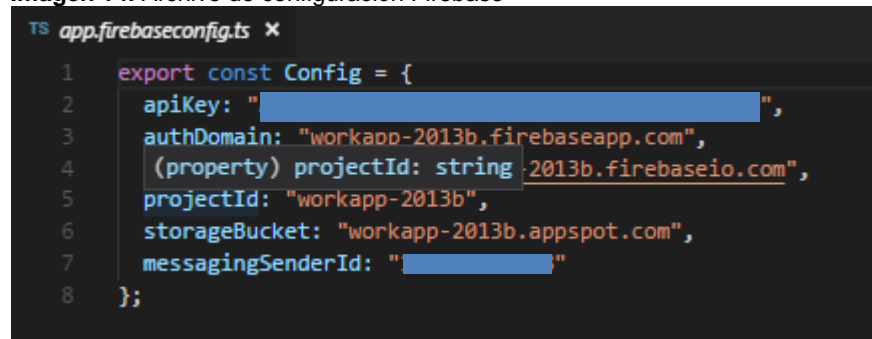 TS app.firebaseconfig.ts ×
1 export const Config = {
2 apiKey: "",
3 authDomain: "workapp-2013b.firebaseapp.com",
4 (property) projectId: string -2013b.firebaseio.com",
5 projectId: "workapp-2013b",
6 storageBucket: "workapp-2013b.appspot.com",
7 messagingSenderId: ""
8 };